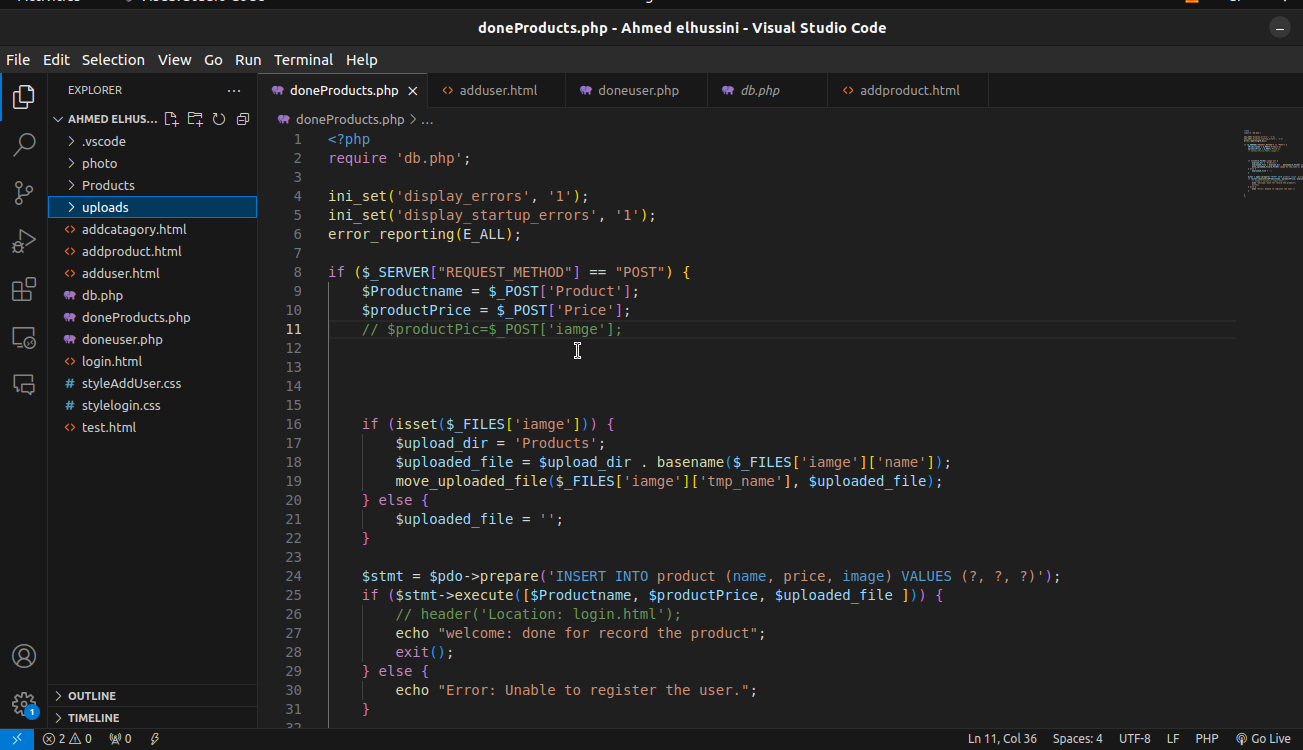 doneProducts.php - Ahmed elhussini - Visual Studio Code
File Edit Selection View Go Run Terminal Help
EXPLORER
AHMED ELHUS...
.vscode
photo
Products
uploads
addcatagory.html
addproduct.html
adduser.html
db.php
doneProducts.php
doneuser.php
login.html
styleAddUser.css
stylelogin.css
test.html
OUTLINE
TIMELINE
doneProducts.php adduser.html doneuser.php db.php addproduct.html
doneProducts.php > ...
1 <?php
2 require 'db.php';
3
4 ini_set('display_errors', '1');
5 ini_set('display_startup_errors', '1');
6 error_reporting(E_ALL);
7
8 if ($_SERVER["REQUEST_METHOD"] == "POST") {
9 $Productname = $_POST['Product'];
10 $productPrice = $_POST['Price'];
11 // $productPic=$_POST['iamge'];
12
13
14
15
16 if (isset($_FILES['iamge'])) {
17 $upload_dir = 'Products';
18 $uploaded_file = $upload_dir . basename($_FILES['iamge']['name']);
19 move_uploaded_file($_FILES['iamge']['tmp_name'], $uploaded_file);
20 } else {
21 $uploaded_file = '';
22 }
23
24 $stmt = $pdo->prepare('INSERT INTO product (name, price, image) VALUES (?, ?, ?)');
25 if ($stmt->execute([$Productname, $productPrice, $uploaded_file ])) {
26 // header('Location: login.html');
27 echo "welcome: done for record the product";
28 exit();
29 } else {
30 echo "Error: Unable to register the user.";
31 }
32
1
2 0 0 Ln 11, Col 36 Spaces: 4 UTF-8 LF PHP Go Live